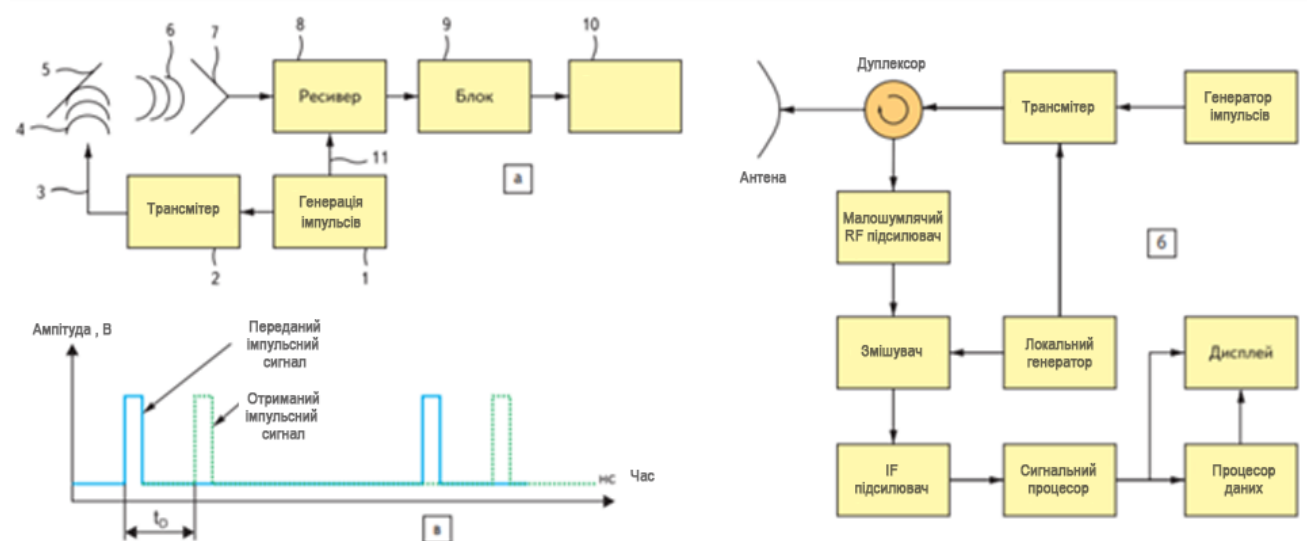 5
6
7
8
9
10
Ресивер
Блок
4
3
11
а
Трансмітер
Генерація
імпульсів
2
1
Ампітуда , В
Переданий
імпульсний
сигнал
Отриманий
імпульсний
сигнал
нс
Час
to
в
Дуплексор
Антена
Трансмітер
Генератор
імпульсів
Малошумлячий
RF підсилювач
б
Змішувач
Локальний
генератор
Дисплей
IF
підсилювач
Сигнальний
процесор
Процесор
даних